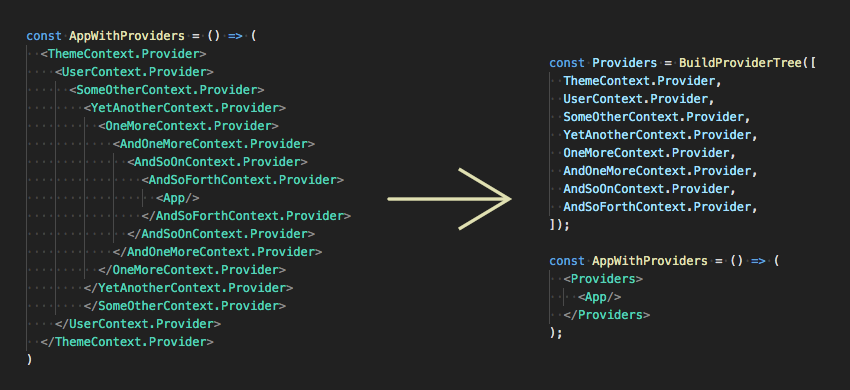 const AppWithProviders = () => (
  <ThemeContext.Provider>
    <UserContext.Provider>
      <SomeOtherContext.Provider>
        <YetAnotherContext.Provider>
          <OneMoreContext.Provider>
            <AndOneMoreContext.Provider>
              <AndSoOnContext.Provider>
                <AndSoForthContext.Provider>
                  <App/>
                </AndSoForthContext.Provider>
              </AndSoOnContext.Provider>
            </AndOneMoreContext.Provider>
          </OneMoreContext.Provider>
        </YetAnotherContext.Provider>
      </SomeOtherContext.Provider>
    </UserContext.Provider>
  </ThemeContext.Provider>
)
const Providers = BuildProviderTree([
  ThemeContext.Provider,
  UserContext.Provider,
  SomeOtherContext.Provider,
  YetAnotherContext.Provider,
  OneMoreContext.Provider,
  AndOneMoreContext.Provider,
  AndSoOnContext.Provider,
  AndSoForthContext.Provider,
]);
const AppWithProviders = () => (
  <Providers>
    <App/>
  </Providers>
);